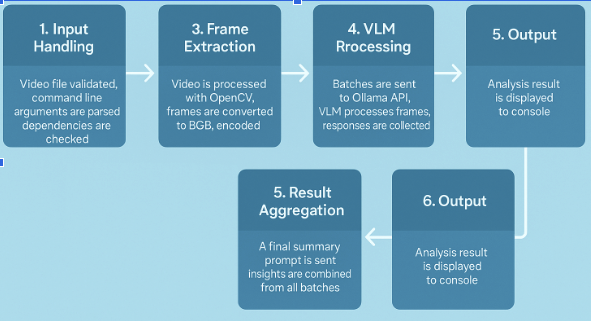 1. Input
Handling
Video file validated,
command line
arguments are parsed
dependencies are
checked
3. Frame
Extraction
Video is processed
with OpenCV,
frames are converted
to BGB, encoded
4. VLM
Rrocessing
Batches are sent
to Ollama API,
VLM processes frames,
responses are collected
5. Output
Analysis result
is displayed
to console
5. Result
Aggregation
A final summary
prompt is sent
insights are combined
from all batches
6. Output
Analysis result
is displayed
to console